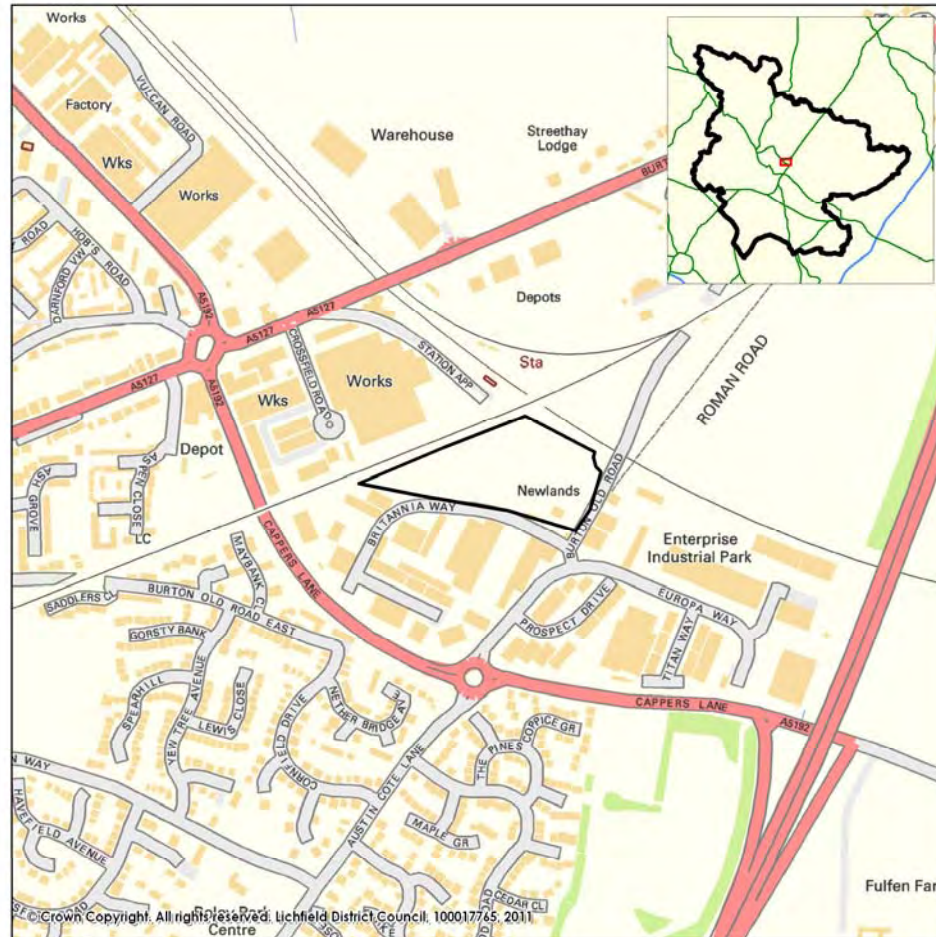 Works
VULCAN ROAD
Factory
Wks
Works
Warehouse
Streethay
Lodge
BURT
HOB'S ROAD
DARNFORD VW
ROAD
A5192
A5127
A5127
A5127
A5192
CROSSFIELD ROAD
STATION APP
Sta
Depots
ROMAN ROAD
Works
Wks
Depot
ASH GROVE
ASPEN CLOSE
LC
Newlands
BRITANNIA WAY
BURTON OLD ROAD
Enterprise
Industrial Park
CAPPERS LANE
MAYBANK CL
SADDLERS CL
BURTON OLD ROAD EAST
GORSTY BANK
SPEARHILL
YEW TREE AVENUE
LEWIS CLOSE
NETHER BRIDGE AVE
CORNFIELD DRIVE
PROSPECT DRIVE
EUROPA WAY
TITAN WAY
CAPPERS LANE
A5192
THE PINES
COPPICE GR
AUSTIN COTE LANE
MAPLE GR
N WAY
HAVEFIELD AVENUE
CEDAR CL
Fulfen Far
Centre
© Crown Copyright. All rights reserved. Lichfield District Council. 100017765, 2011